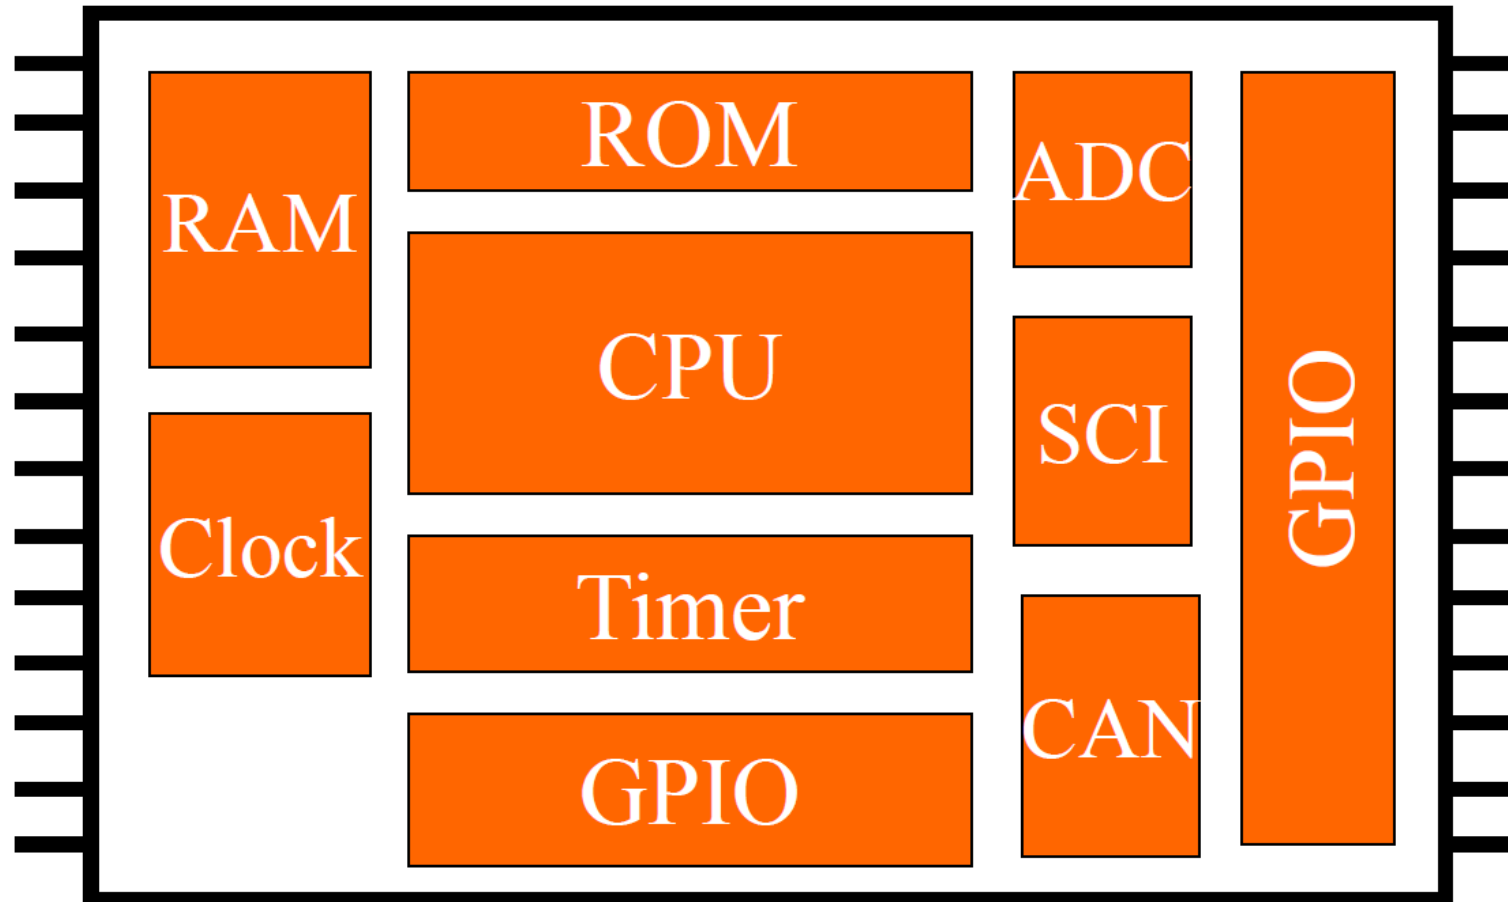 RAM
Clock
ROM
CPU
Timer
GPIO
ADC
SCI
CAN
GPIO